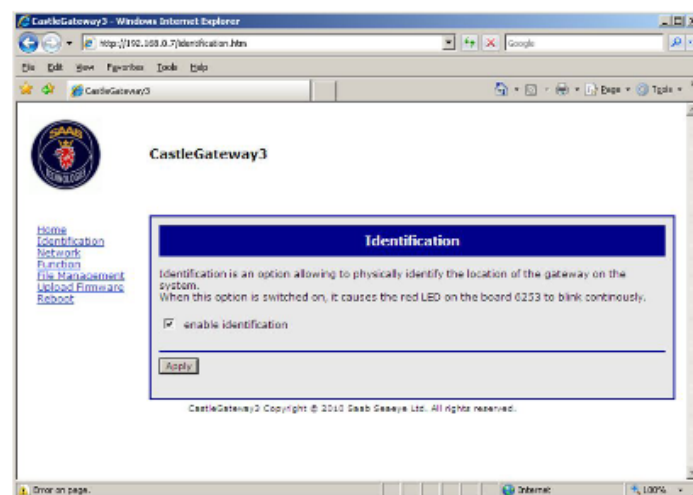 CastleGateway3 - Windows Internet Explorer
http://192.168.0.7/identification.htm
Google
File Edit View Favorites Tools Help
CastleGateway3
Page Tools
SAAB
CastleGateway3
Home
Identification
Network
Function
File Management
Upload Firmware
Reboot
Identification
Identification is an option allowing to physically identify the location of the gateway on the
system.
When this option is switched on, it causes the red LED on the board 6253 to blink continously.
enable identification
Apply
CastleGateway3 Copyright © 2010 Saab Seaeye Ltd. All rights reserved.
Error on page.
Internet
100%